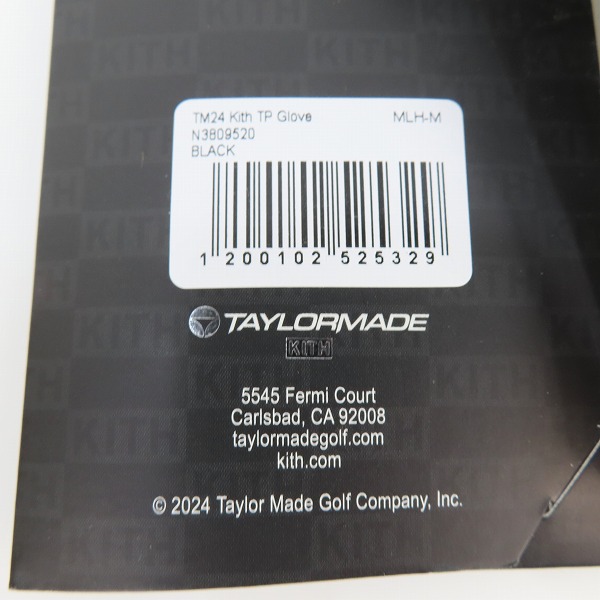 KITH
TM24 Kith TP Glove MLH-M
N3809520
BLACK
1 200102 525329
TAYLORMADE
KITH
5545 Fermi Court
Carlsbad, CA 92008
taylormadegolf.com
kith.com
© 2024 Taylor Made Golf Company, Inc.